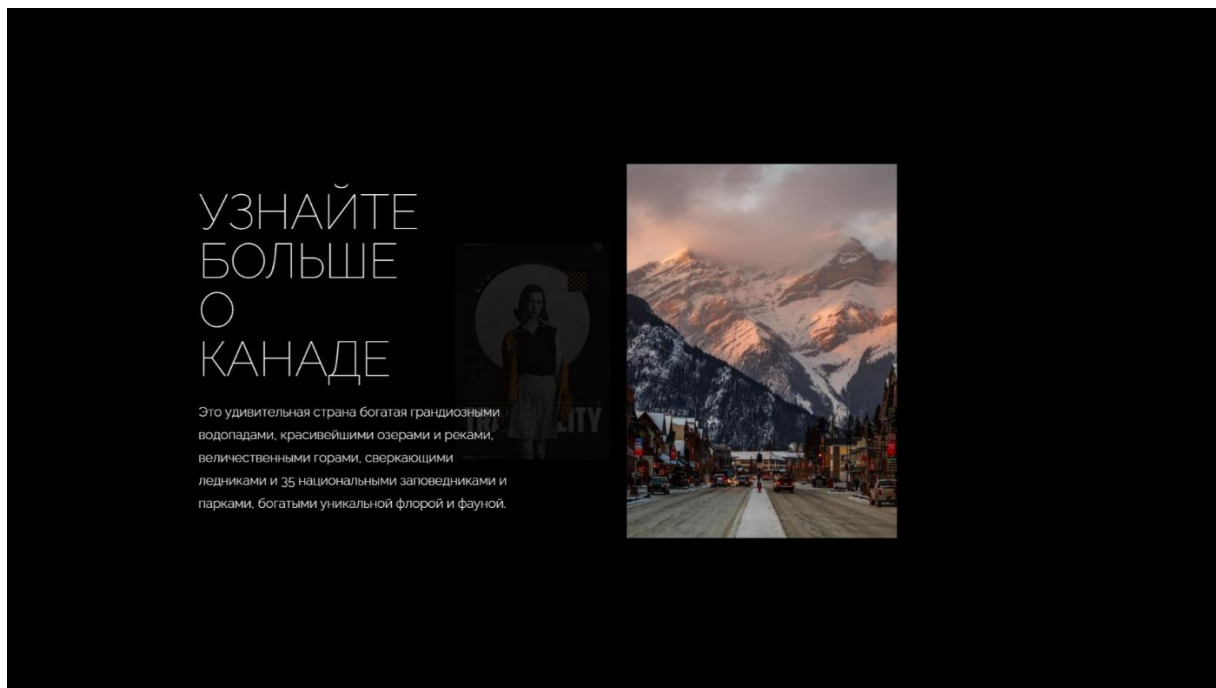 УЗНАЙТЕ
БОЛЬШЕ
О
КАНАДЕ
Это удивительная страна богатая грандиозными
водопадами, красивейшими озерами и реками,
величественными горами, сверкающими
ледниками и 35 национальными заповедниками и
парками, богатыми уникальной флорой и фауной.